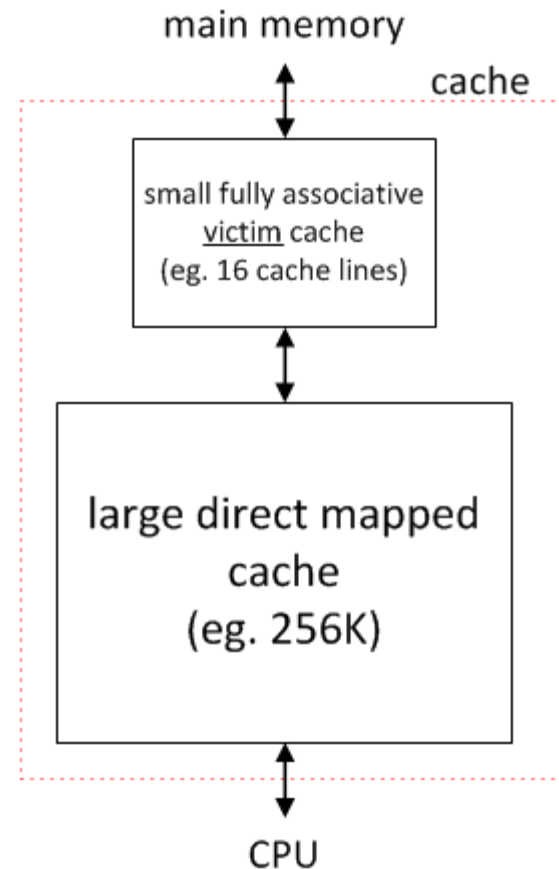 main memory
cache
small fully associative
victim cache
(eg. 16 cache lines)
large direct mapped
cache
(eg. 256K)
CPU